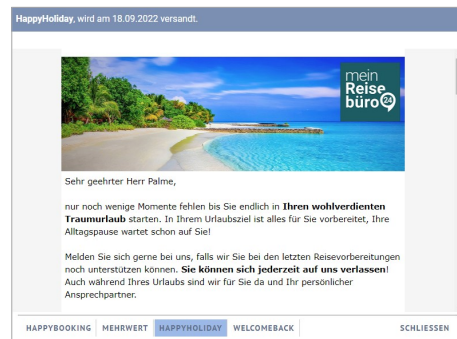 HappyHoliday, wird am 18.09.2022 versandt.
mein
Reise
büro24
Sehr geehrter Herr Palme,
nur noch wenige Momente fehlen bis Sie endlich in Ihren wohlverdienten
Traumurlaub starten. In Ihrem Urlaubsziel ist alles für Sie vorbereitet, Ihre
Alltagspause wartet schon auf Sie!
Melden Sie sich gerne bei uns, falls wir Sie bei den letzten Reisevorbereitungen
noch unterstützen können. Sie können sich jederzeit auf uns verlassen!
Auch während Ihres Urlaubs sind wir für Sie da und Ihr persönlicher
Ansprechpartner.
HAPPYBOOKING MEHRWERT HAPPYHOLIDAY WELCOMEBACK SCHLIESSEN